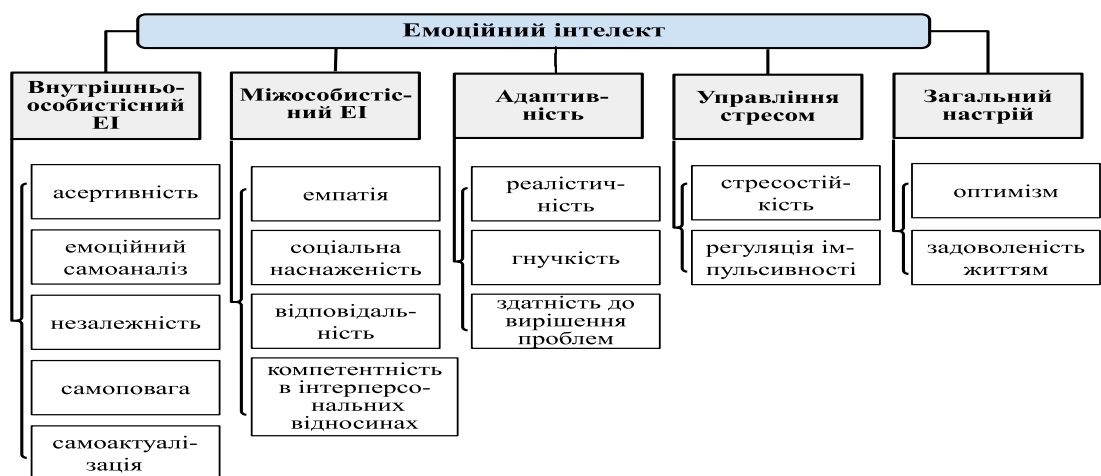 Емоційний інтелект
Внутрішньо-
особистісний
ЕІ
асертивність
емоційний
самоаналіз
незалежність
самоповага
самоактуалі-
зація
Міжособистіс-
ний ЕІ
емпатія
соціальна
наснаженість
відповідаль-
ність
компетентність
в інтерперсо-
нальних
відносинах
Адаптив-
ність
реалістич-
ність
гнучкість
здатність до
вирішення
проблем
Управління
стресом
стресостій-
кість
регуляція ім-
пульсивності
Загальний
настрій
оптимізм
задоволеність
життям